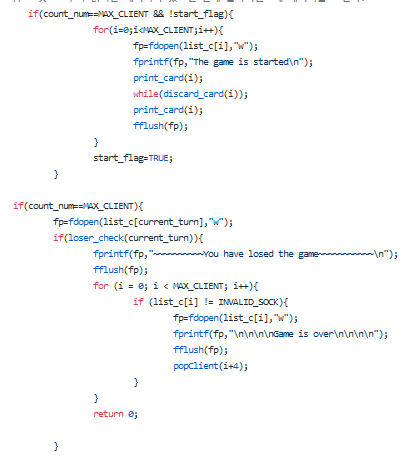 if(count_num==MAX_CLIENT && !start_flag){
for(i=0;i<MAX_CLIENT;i++){
fp=fdopen(list_c[i],"w");
fprintf(fp,"The game is started\n");
print_card(i);
while(discard_card(i));
print_card(i);
fflush(fp);
}
start_flag=TRUE;
}
if(count_num==MAX_CLIENT){
fp=fdopen(list_c[current_turn],"w");
if(loser_check(current_turn)){
fprintf(fp,"~~~~~~~~~~You have losed the game~~~~~~~~~~~\n");
fflush(fp);
for (i = 0; i < MAX_CLIENT; i++){
if (list_c[i] != INVALID_SOCK){
fp=fdopen(list_c[i],"w");
fprintf(fp,"\n\n\n\nGame is over\n\n\n\n");
fflush(fp);
popClient(i+4);
}
}
return 0;
}